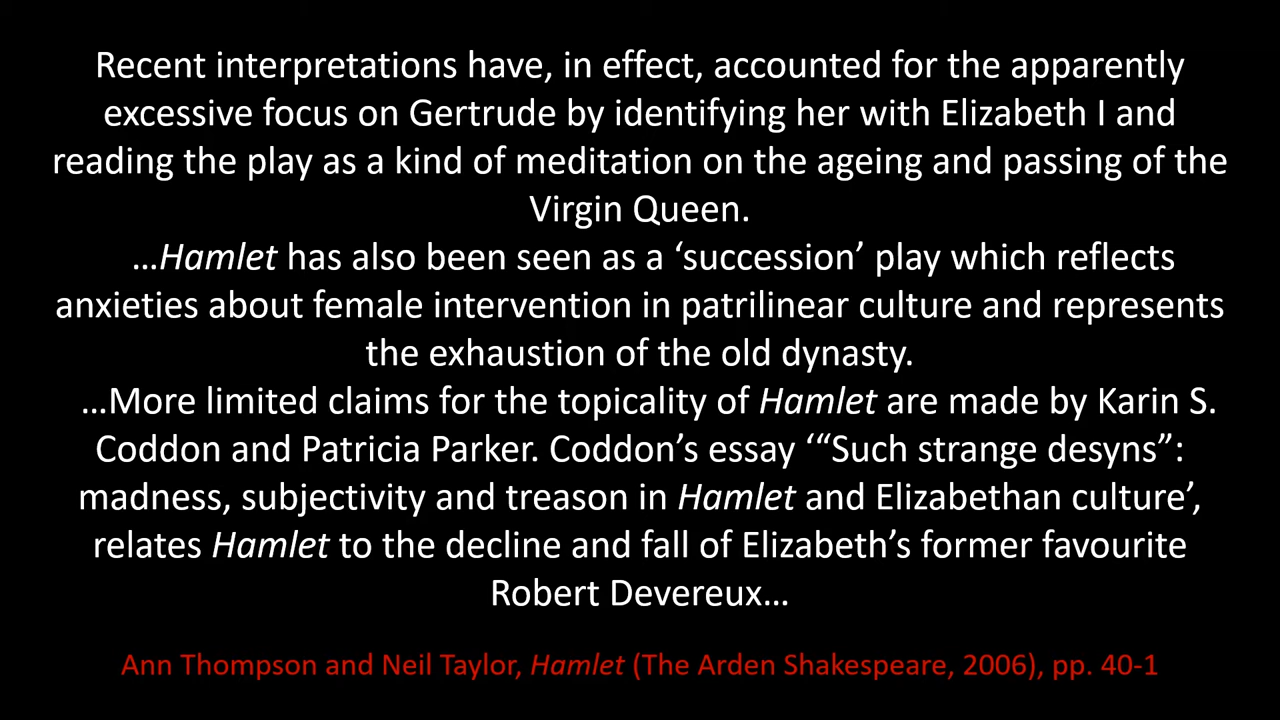 Recent interpretations have, in effect, accounted for the apparently
excessive focus on Gertrude by identifying her with Elizabeth I and
reading the play as a kind of meditation on the ageing and passing of the
Virgin Queen.
…Hamlet has also been seen as a ‘succession’ play which reflects
anxieties about female intervention in patrilinear culture and represents
the exhaustion of the old dynasty.
…More limited claims for the topicality of Hamlet are made by Karin S.
Coddon and Patricia Parker. Coddon’s essay ‘“Such strange desyns”:
madness, subjectivity and treason in Hamlet and Elizabethan culture’,
relates Hamlet to the decline and fall of Elizabeth’s former favourite
Robert Devereux…
Ann Thompson and Neil Taylor, Hamlet (The Arden Shakespeare, 2006), pp. 40-1